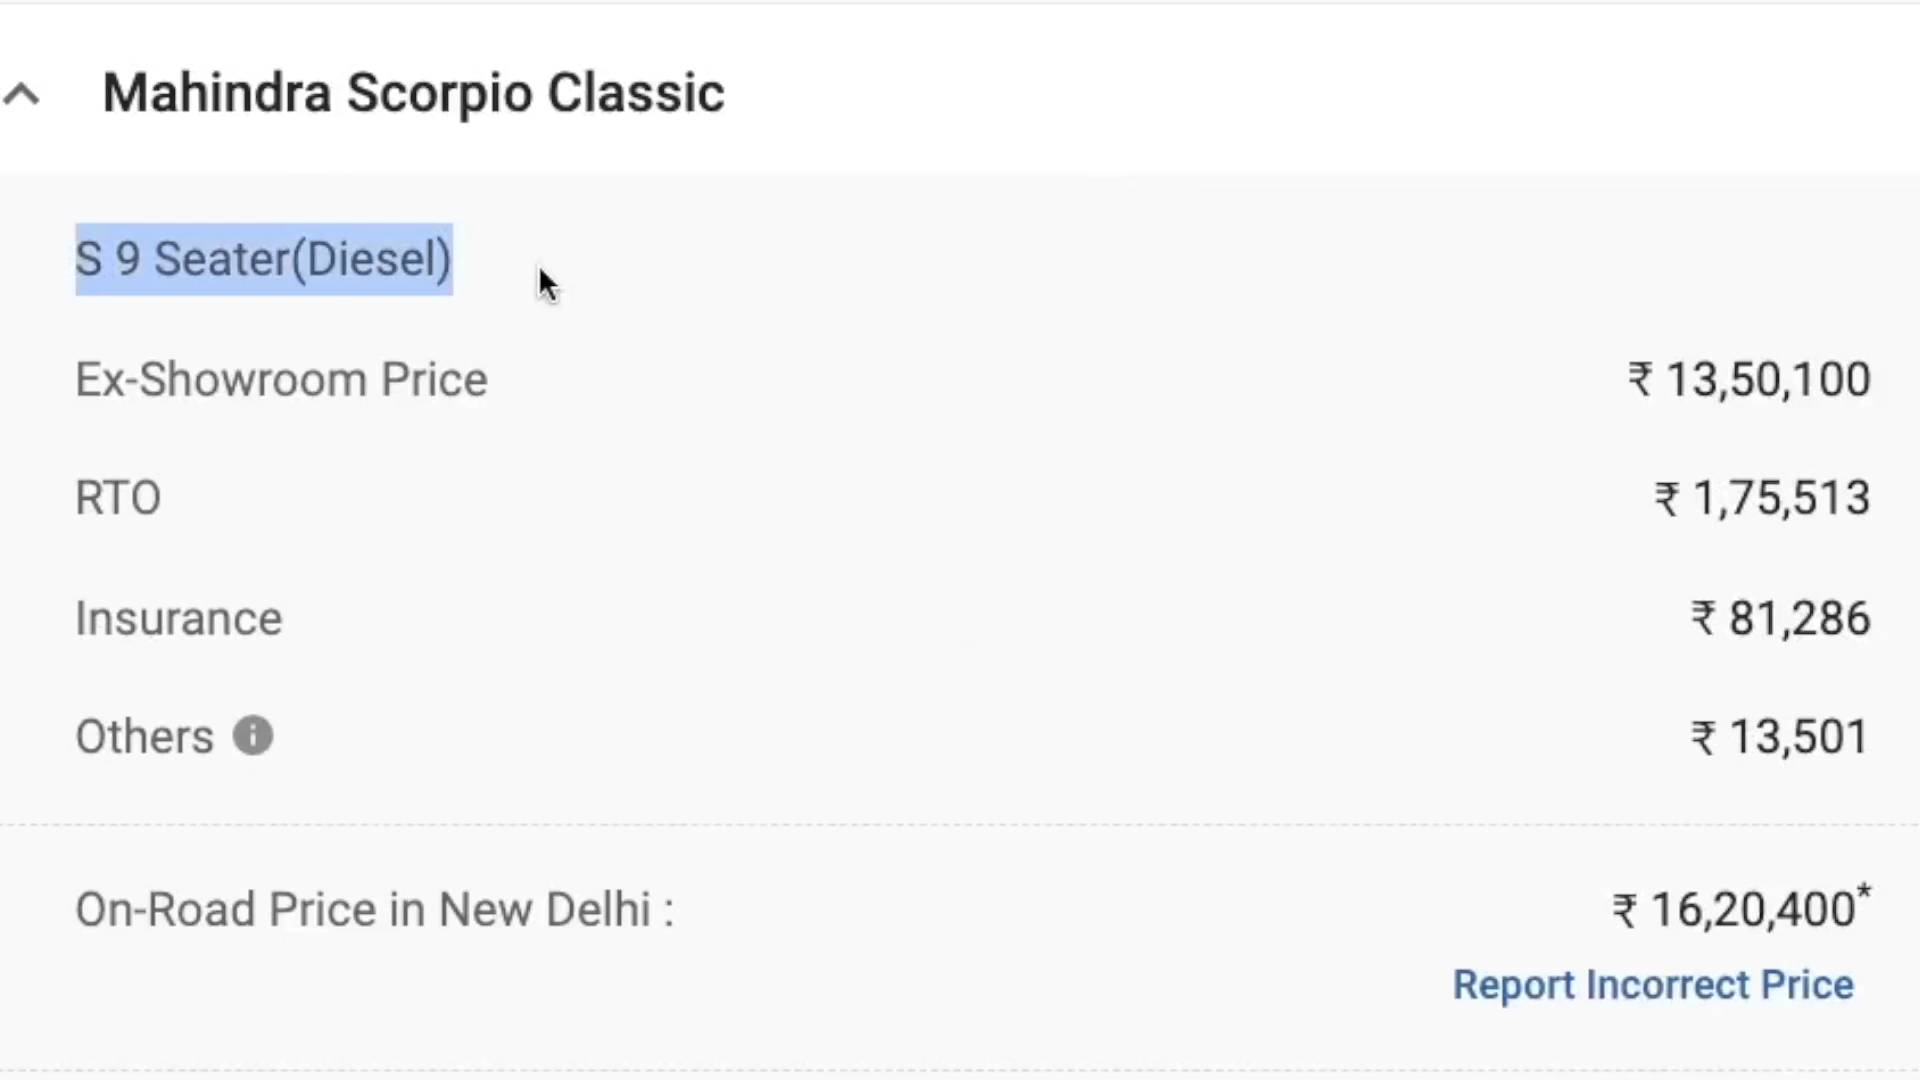 Mahindra Scorpio Classic
S 9 Seater(Diesel)
Ex-Showroom Price ₹ 13,50,100
RTO ₹ 1,75,513
Insurance ₹ 81,286
Others ₹ 13,501
On-Road Price in New Delhi : ₹ 16,20,400*
Report Incorrect Price